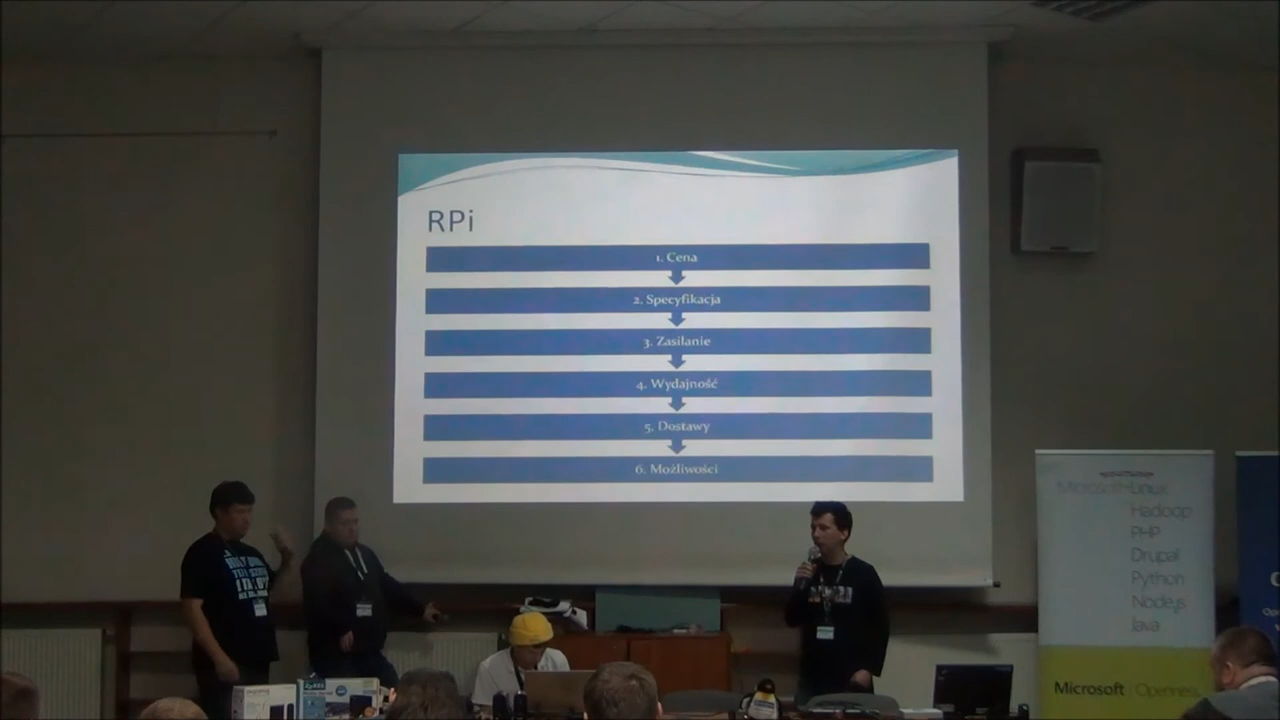 RPi
1. Cena
2. Specyfikacja
3. Zasilanie
4. Wydajność
5. Dostawy
6. Możliwości
Microsoft Linux
Hadoop
PHP
Drupal
Python
Node.js
Java
Microsoft Openness
ZyXEL